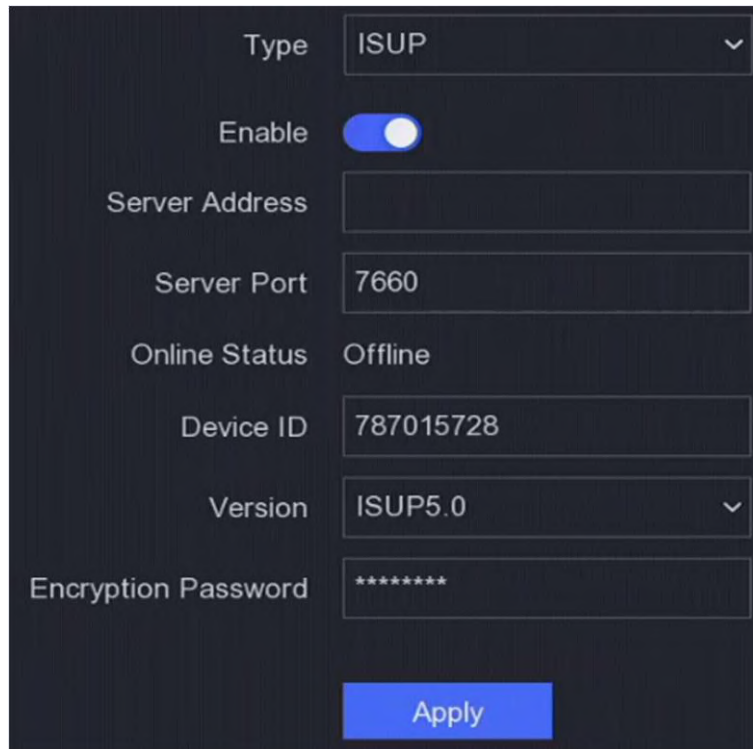 Type ISUP
Enable
Server Address
Server Port 7660
Online Status Offline
Device ID 787015728
Version ISUP5.0
Encryption Password ********
Apply